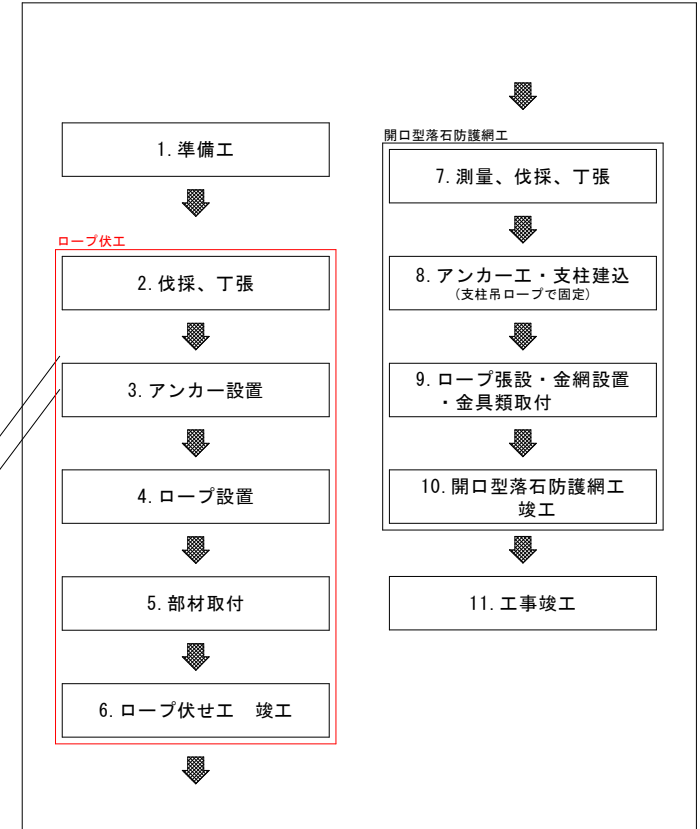 1.準備工
ロープ伏工
2.伐採、丁張
3.アンカー設置
4.ロープ設置
5.部材取付
6.ロープ伏せ工　竣工
開口型落石防護網工
7.測量、伐採、丁張
8.アンカー工・支柱建込
(支柱吊ロープで固定)
9.ロープ張設・金網設置
・金具類取付
10.開口型落石防護網工
竣工
11.工事竣工